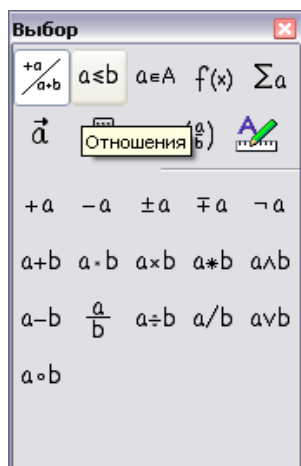 Выбор
+a/a+b a≤b a∈A f(x) Σa
a⃗ Отношения (a/b) A
+a −a ±a ∓a ¬a
a+b a·b a×b a∗b a∧b
a−b a/b a÷b a/b a∨b
a∘b